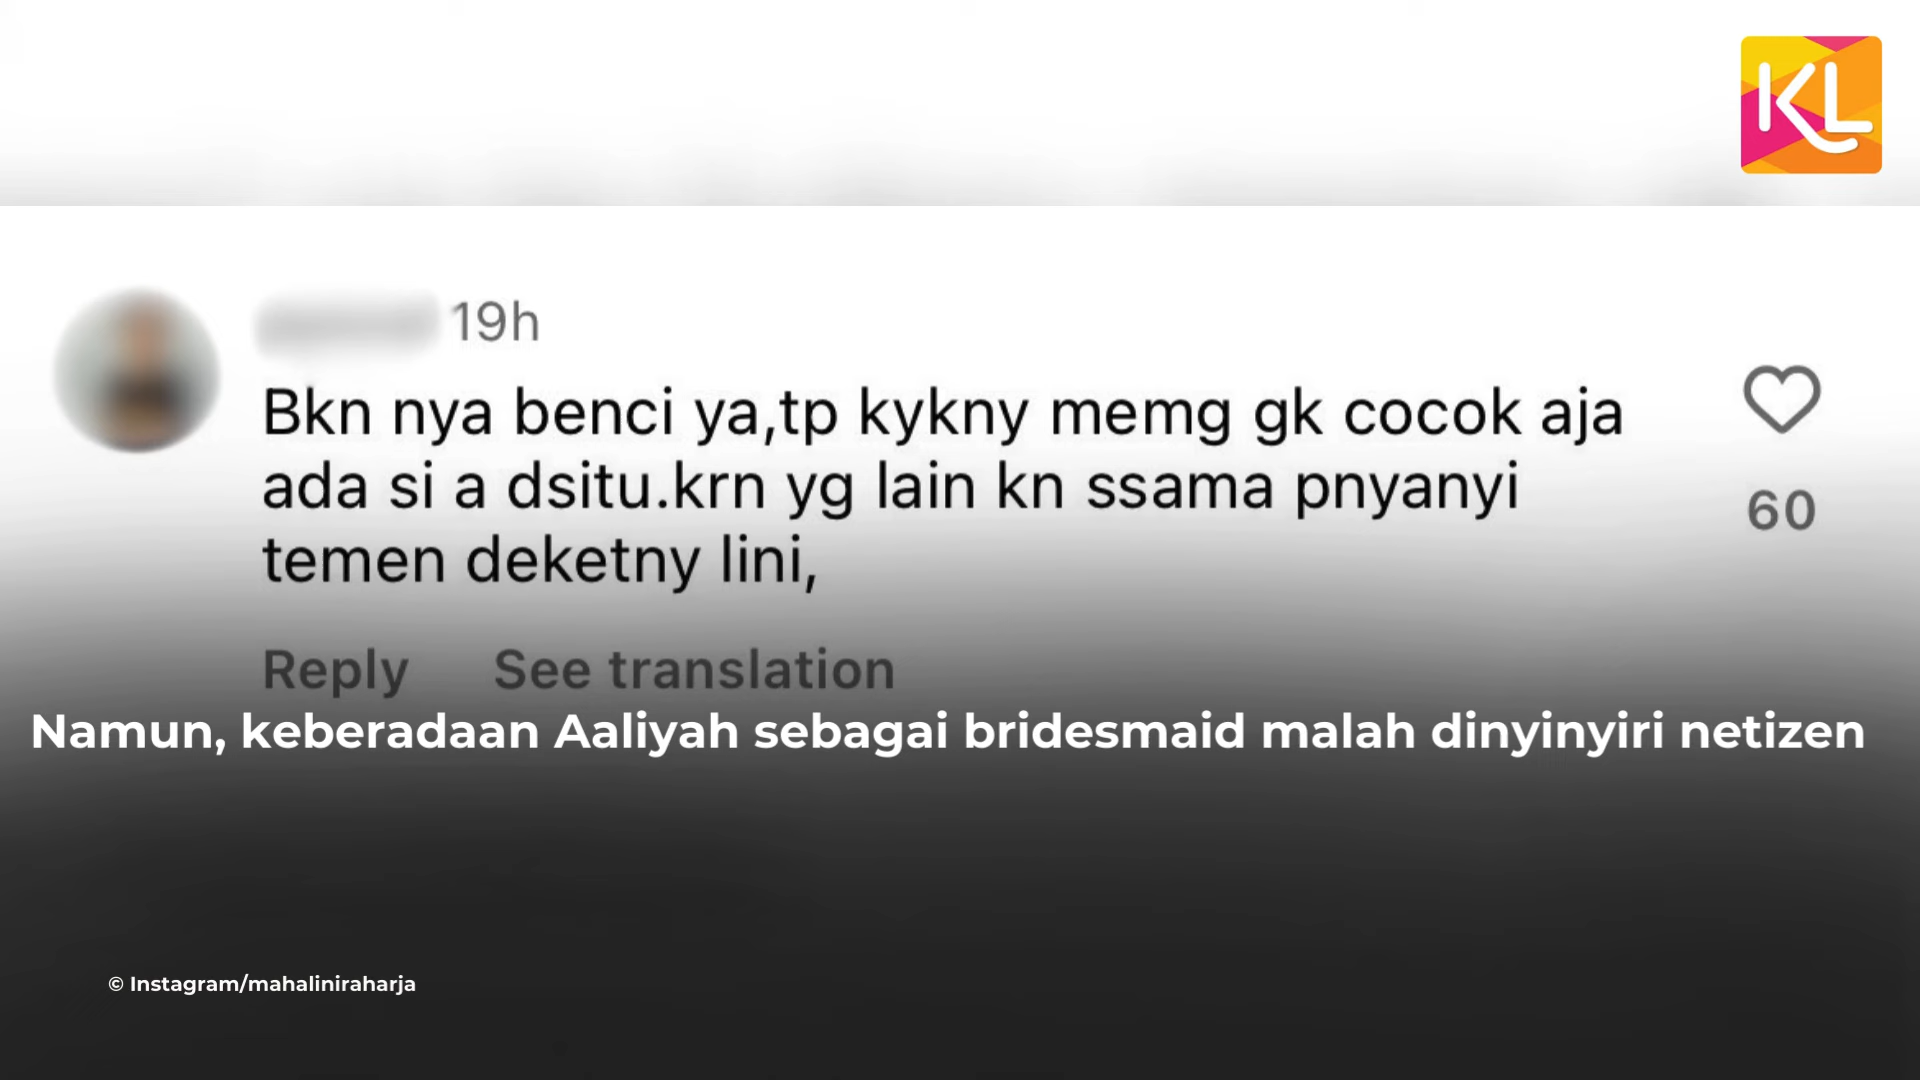 KL
19h
Bkn nya benci ya,tp kykny memg gk cocok aja
ada si a dsitu.krn yg lain kn ssama pnyanyi
temen deketny lini,
60
Reply See translation
Namun, keberadaan Aaliyah sebagai bridesmaid malah dinyinyiri netizen
© Instagram/mahaliniraharja